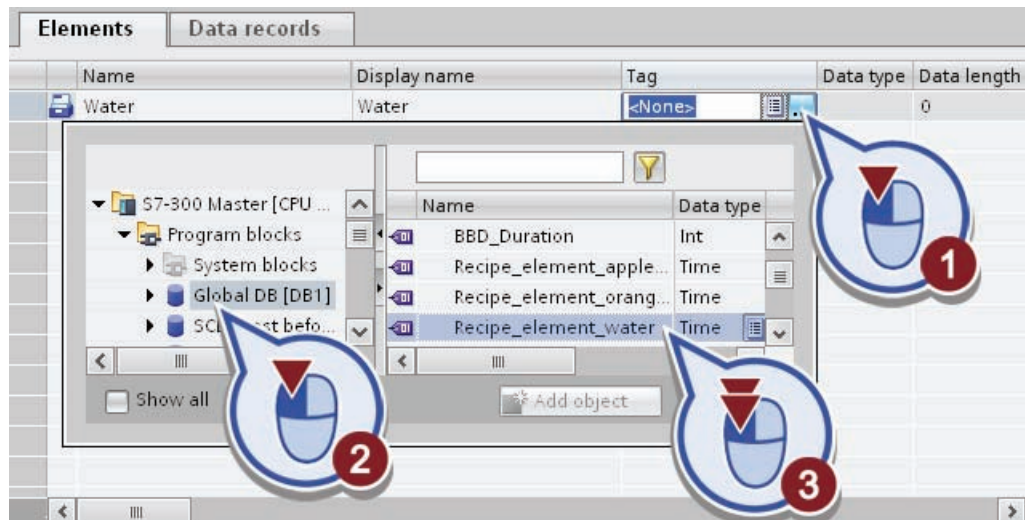 Elements Data records
Name Display name Tag Data type Data length
Water Water <None> ... 0
S7-300 Master [CPU ...
Name Data type
Program blocks
BBD_Duration Int
System blocks
Recipe_element_apple... Time
Global DB [DB1]
Recipe_element_orang... Time
befo...
Recipe_element_water Time
Show all
Add object
1
2
3